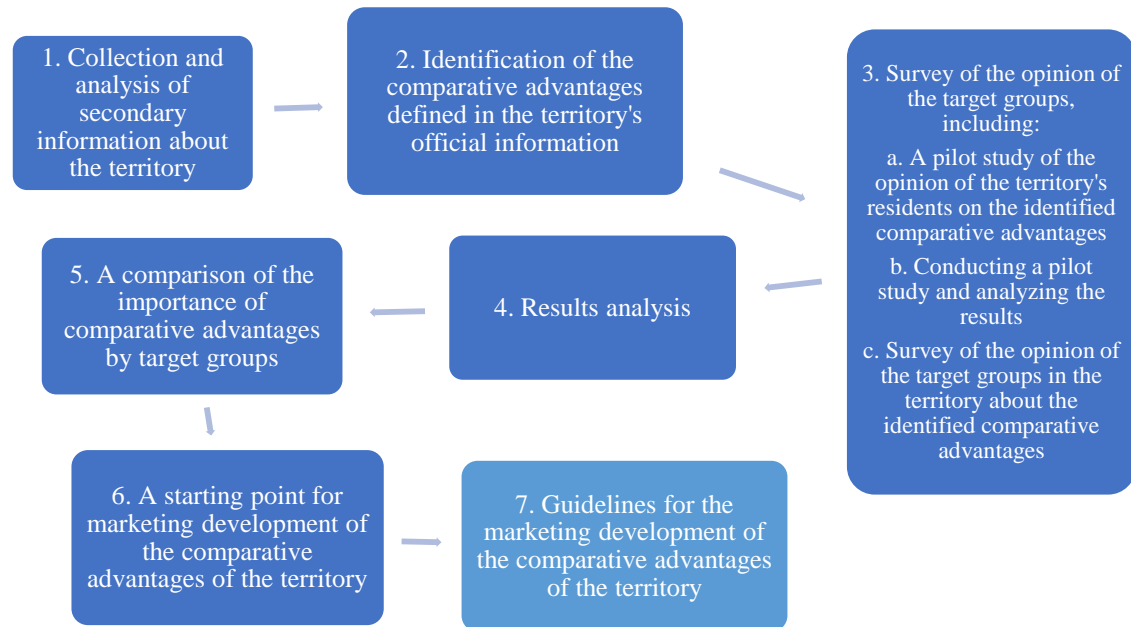 1. Collection and
analysis of
secondary
information about
the territory
2. Identification of the
comparative advantages
defined in the territory's
official information
3. Survey of the opinion of
the target groups,
including:
a. A pilot study of the
opinion of the territory's
residents on the identified
comparative advantages
b. Conducting a pilot
study and analyzing the
results
c. Survey of the opinion of
the target groups in the
territory about the
identified comparative
advantages
4. Results analysis
5. A comparison of the
importance of
comparative advantages
by target groups
6. A starting point for
marketing development of
the comparative
advantages of the territory
7. Guidelines for the
marketing development of
the comparative advantages
of the territory